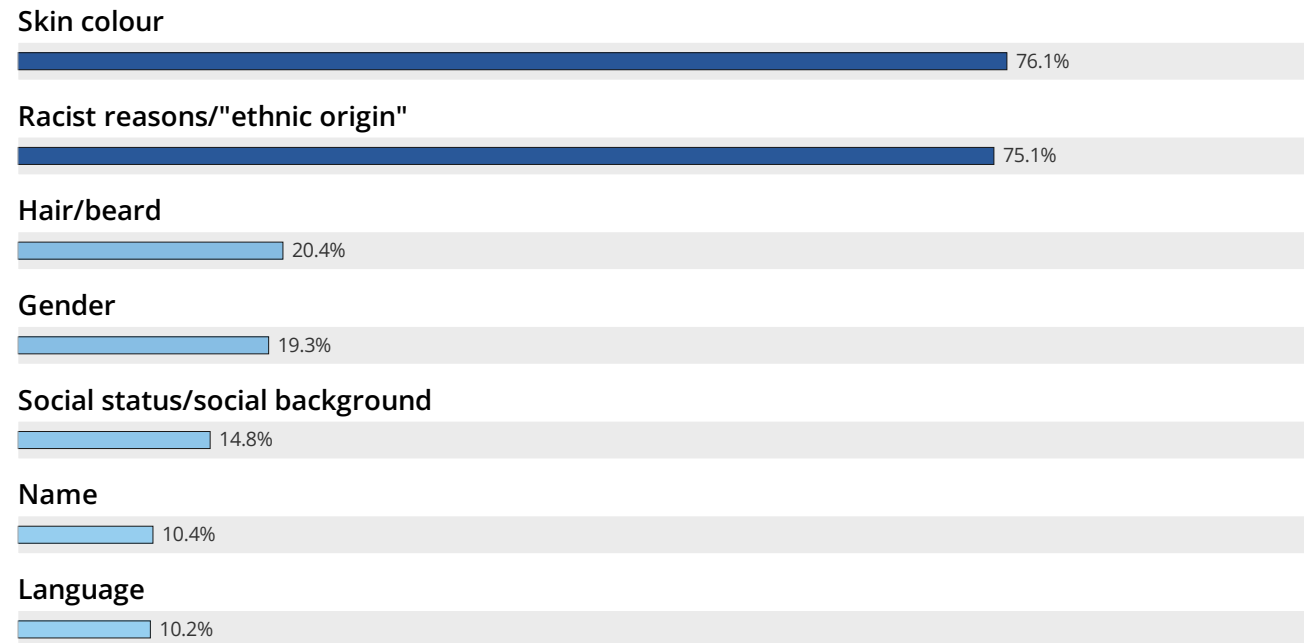 Skin colour
76.1%
Racist reasons/"ethnic origin"
75.1%
Hair/beard
20.4%
Gender
19.3%
Social status/social background
14.8%
Name
10.4%
Language
10.2%